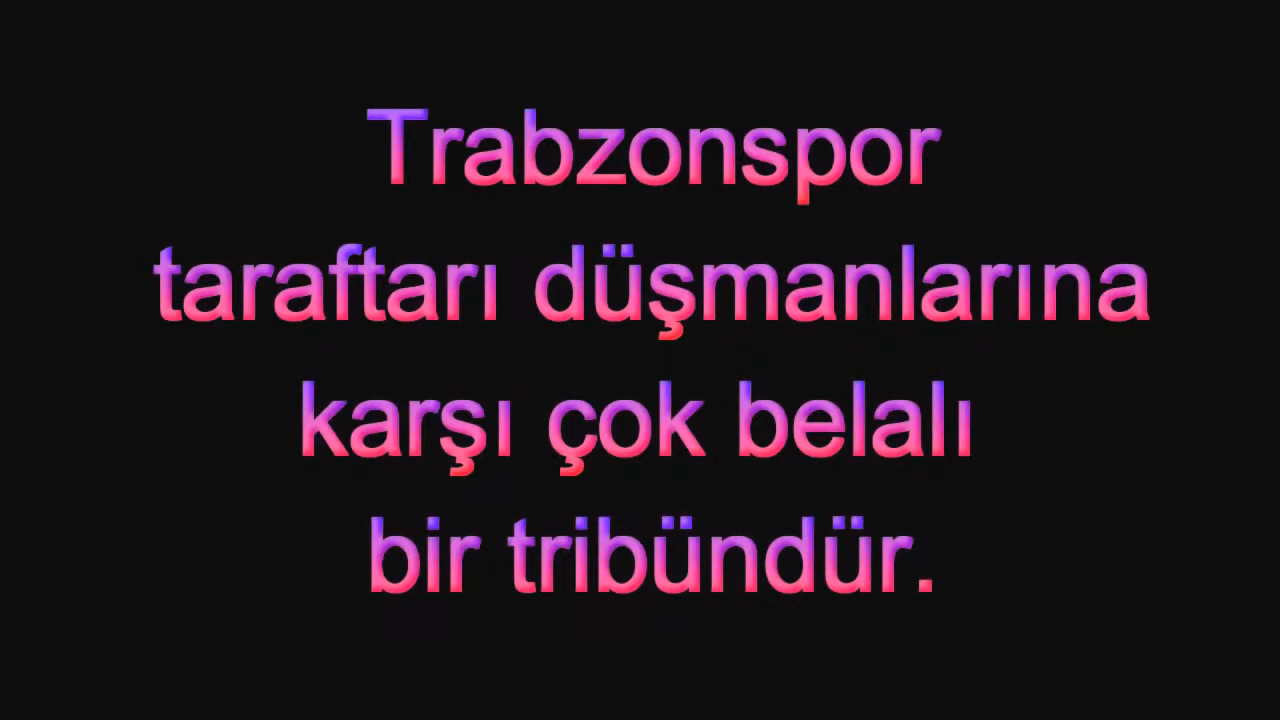 Trabzonspor
taraftarı düşmanlarına
karşı çok belalı
bir tribündür.